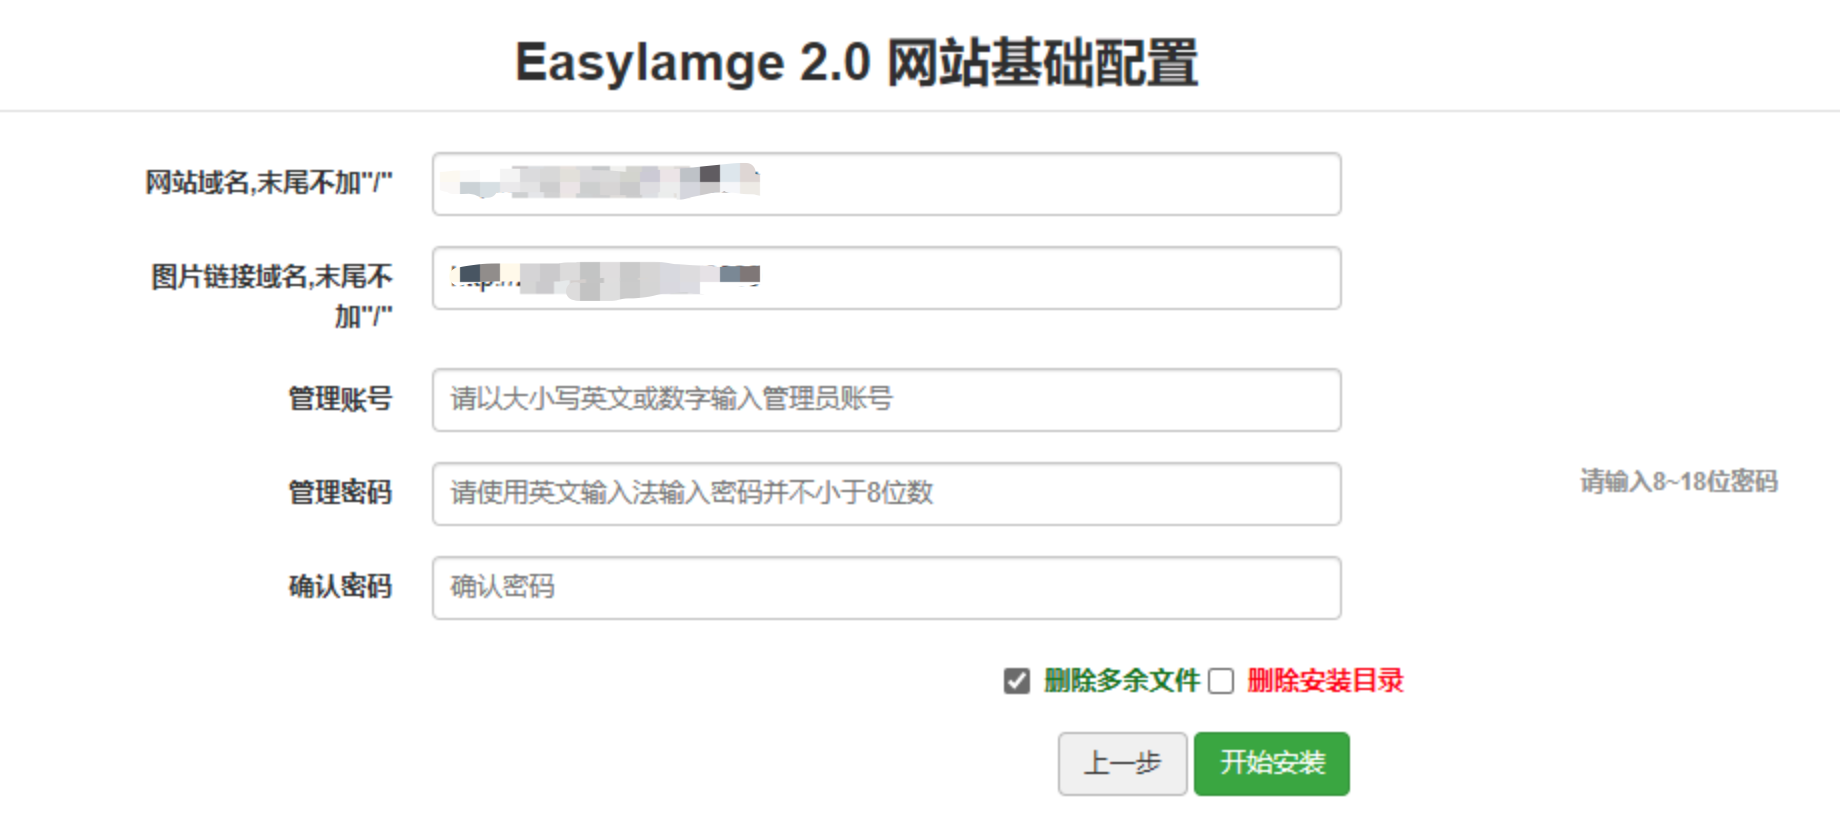 EasyIamge 2.0 网站基础配置
网站域名,末尾不加"/"
图片链接域名,末尾不
加"/"
管理账号
请以大小写英文或数字输入管理员账号
管理密码
请使用英文输入法输入密码并不小于8位数
请输入8~18位密码
确认密码
确认密码
删除多余文件 删除安装目录
上一步 开始安装